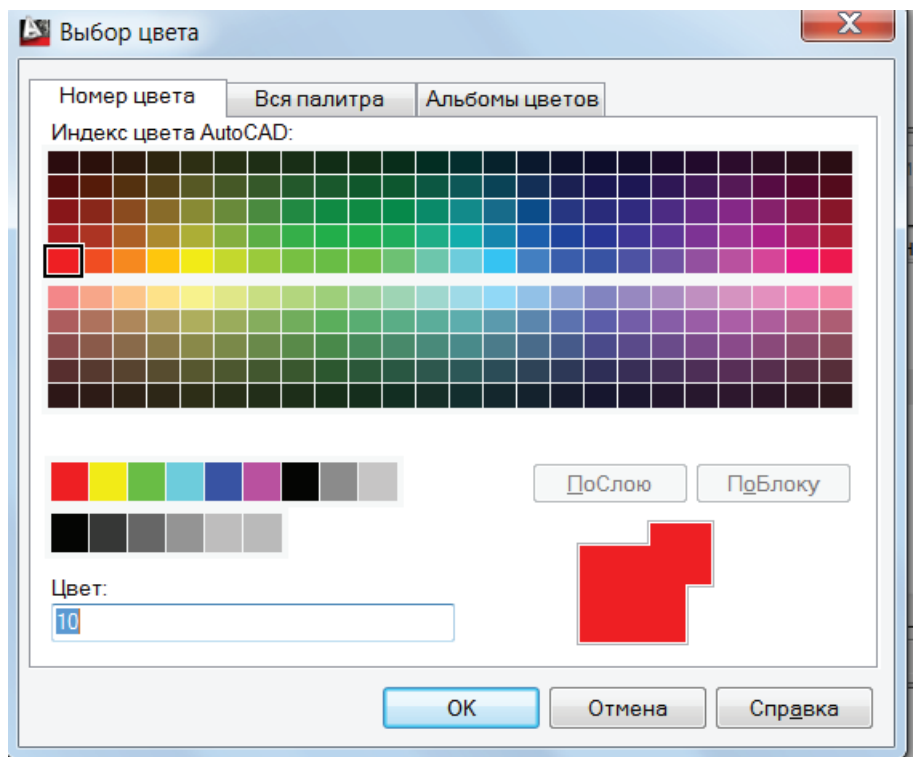 Выбор цвета
Номер цвета Вся палитра Альбомы цветов
Индекс цвета AutoCAD:
ПоСлою ПоБлоку
Цвет:
10
OK Отмена Справка